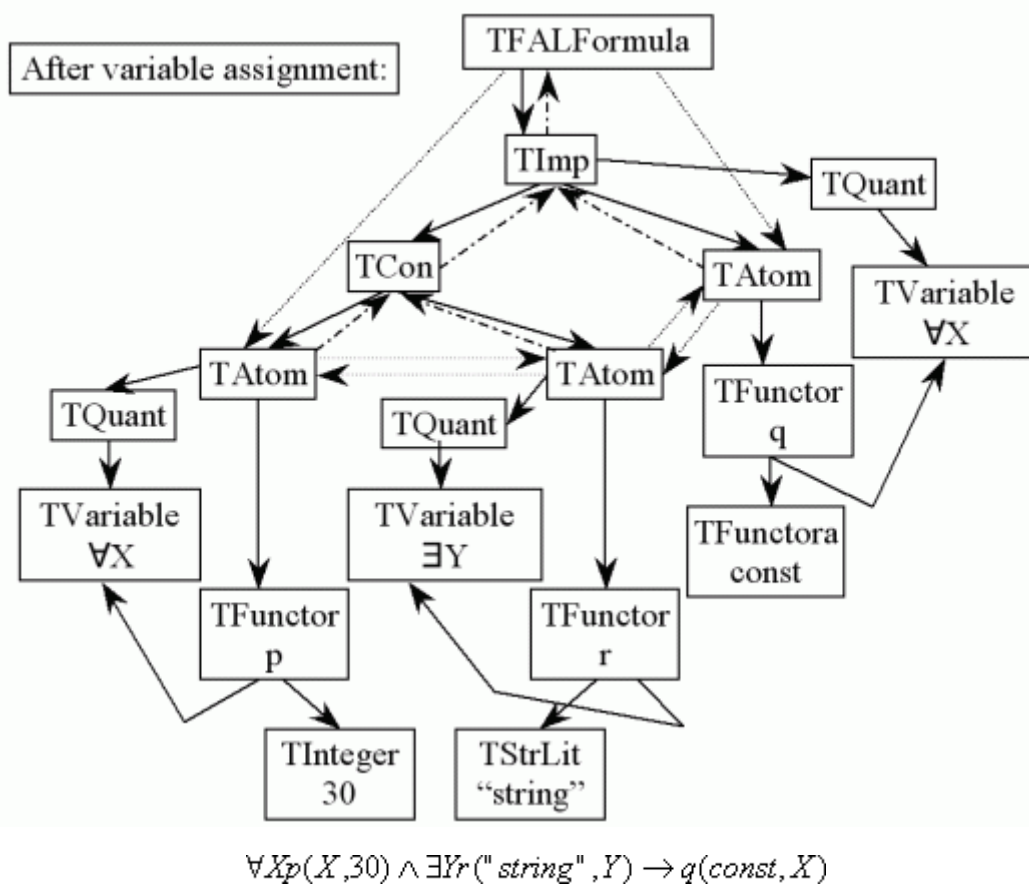 TFALFormula
After variable assignment:
TImp
TQuant
TCon
TAtom
TVariable
∀X
TAtom
TAtom
TQuant
TQuant
TFunctor
q
TVariable
∀X
TVariable
∃Y
TFunctora
const
TFunctor
p
TFunctor
r
TInteger
30
TStrLit
“string”
∀Xp(X,30) ∧ ∃Yr("string",Y) → q(const,X)